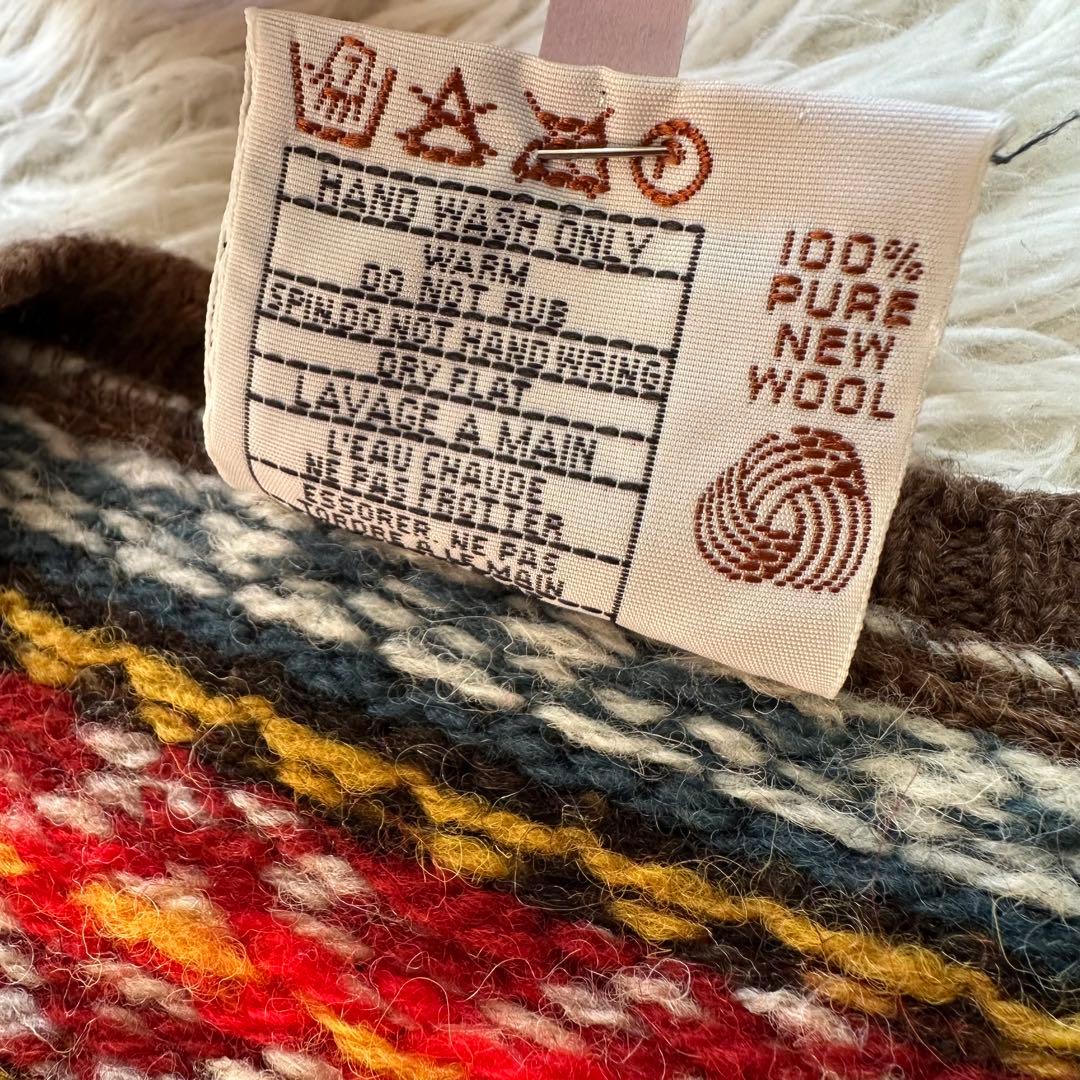 HAND WASH ONLY
WARM
DO NOT RUB
SPIN.DO NOT HAND WRING
DRY FLAT
LAVAGE A MAIN
L'EAU CHAUDE
NE PAS FROTTER
ESSORER. NE PAS
TORDRE A LE MAIN
100%
PURE
NEW
WOOL